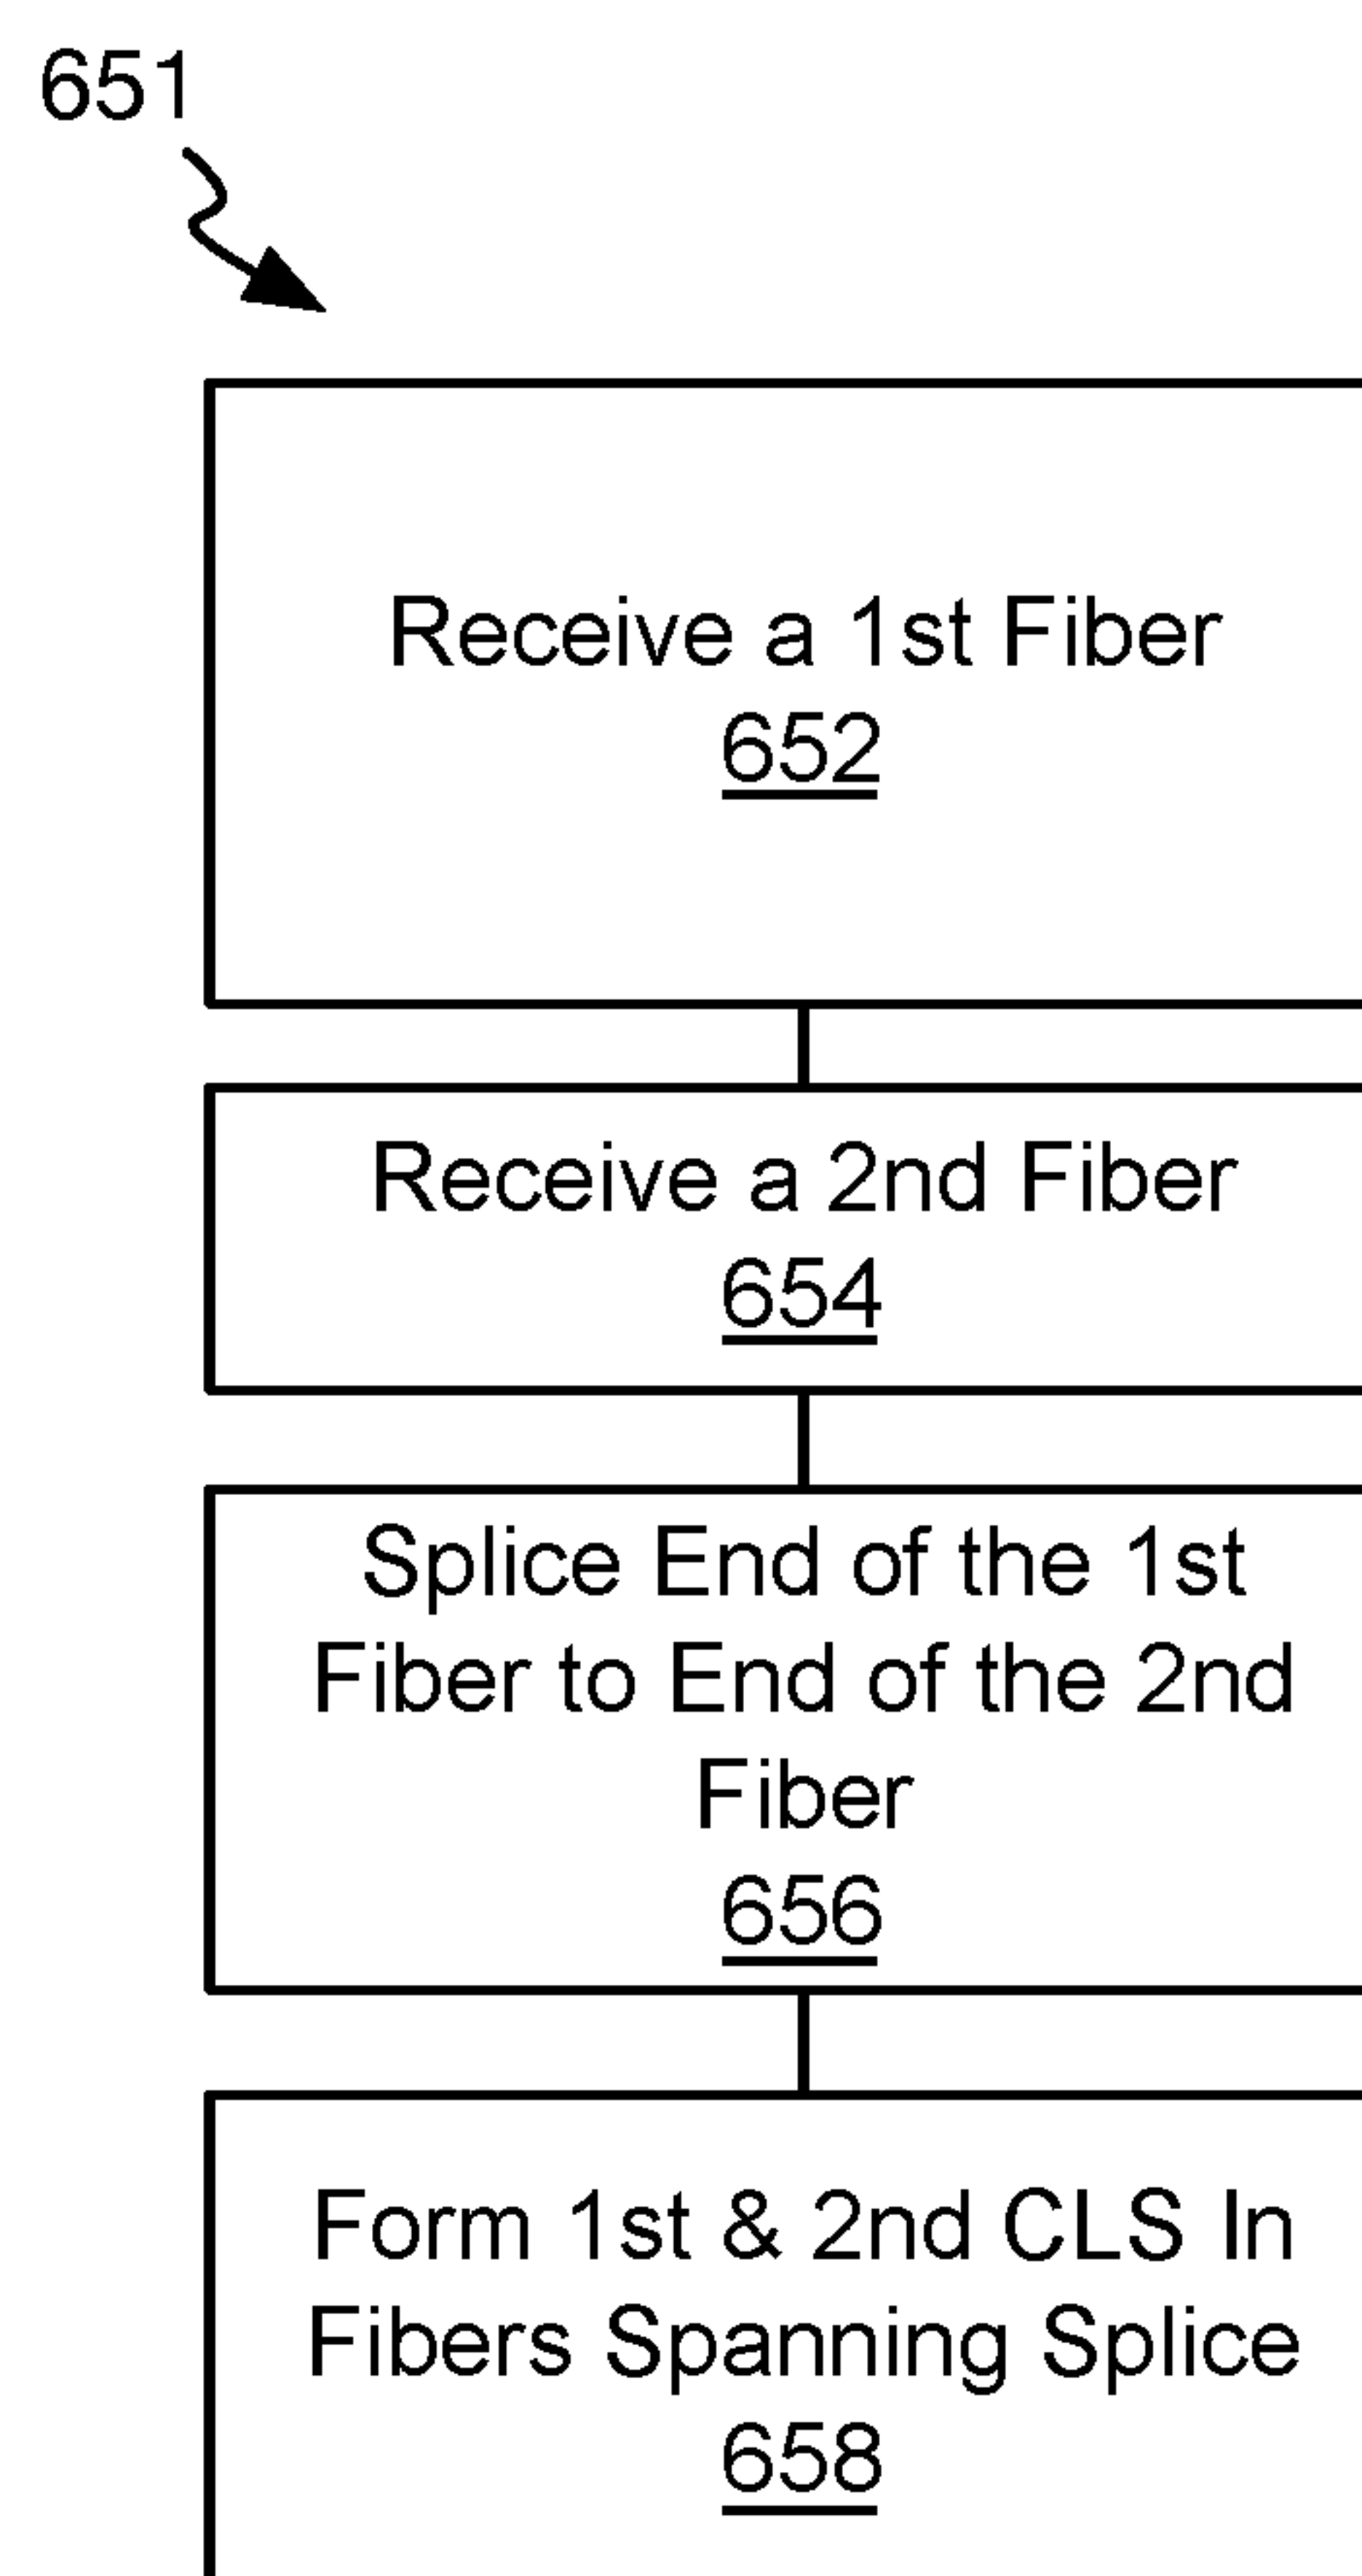 651
Receive a 1st Fiber
652
Receive a 2nd Fiber
654
Splice End of the 1st
Fiber to End of the 2nd
Fiber
656
Form 1st & 2nd CLS In
Fibers Spanning Splice
658